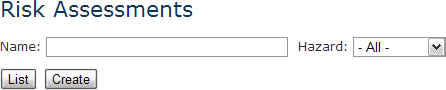 Risk Assessments
Name: Hazard: - All -
List Create